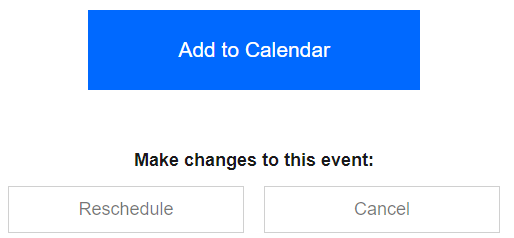 Add to Calendar
Make changes to this event:
Reschedule
Cancel